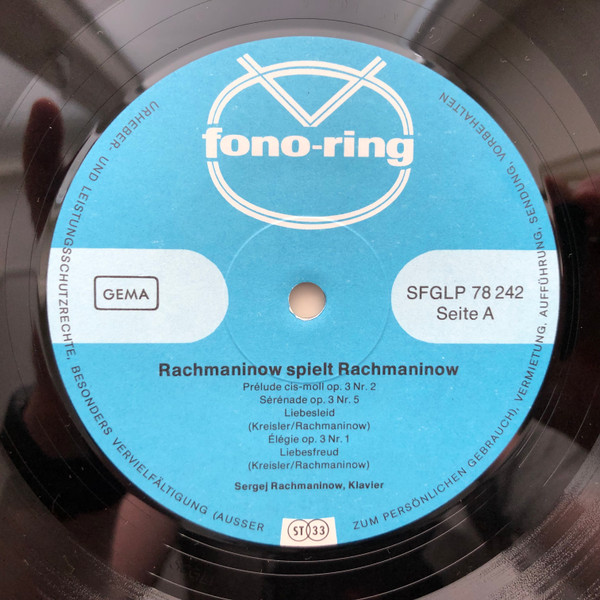 fono-ring
GEMA
SFGLP 78 242
Seite A
Rachmaninow spielt Rachmaninow
Prélude cis-moll op. 3 Nr. 2
Sérénade op. 3 Nr. 5
Liebesleid
(Kreisler/Rachmaninow)
Élégie op. 3 Nr. 1
Liebesfreud
(Kreisler/Rachmaninow)
Sergej Rachmaninow, Klavier
ST 33
URHEBER- UND LEISTUNGSSCHUTZRECHTE, BESONDERS VERVIELFÄLTIGUNG (AUSSER ZUM PERSÖNLICHEN GEBRAUCH), VERMIETUNG, AUFFÜHRUNG, SENDUNG, VORBEHALTEN